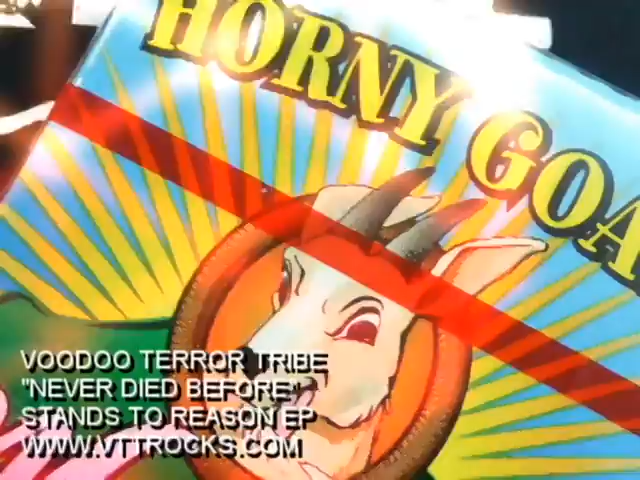 HORNY GOA
VOODOO TERROR TRIBE
"NEVER DIED BEFORE"
STANDS TO REASON EP
WWW.VTTROCKS.COM